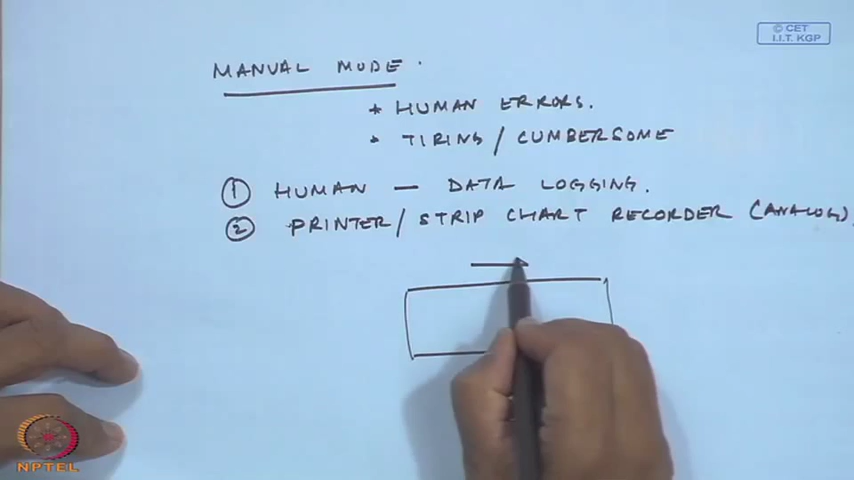 © CET
I.I.T. KGP
MANUAL MODE.
* HUMAN ERRORS.
* TIRING / CUMBERSOME
1 HUMAN — DATA LOGGING.
2 PRINTER / STRIP CHART RECORDER (ANALOG).
NPTEL